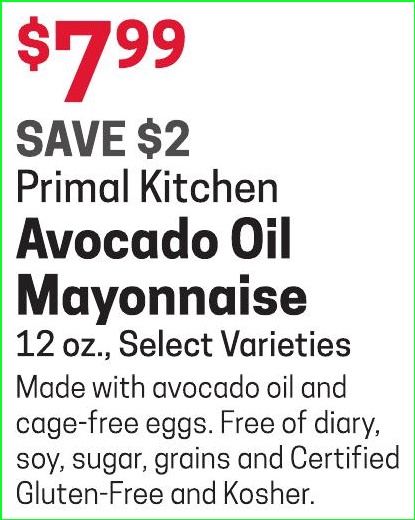 $7.99
SAVE $2
Primal Kitchen
Avocado Oil
Mayonnaise
12 oz., Select Varieties
Made with avocado oil and
cage-free eggs. Free of diary,
soy, sugar, grains and Certified
Gluten-Free and Kosher.